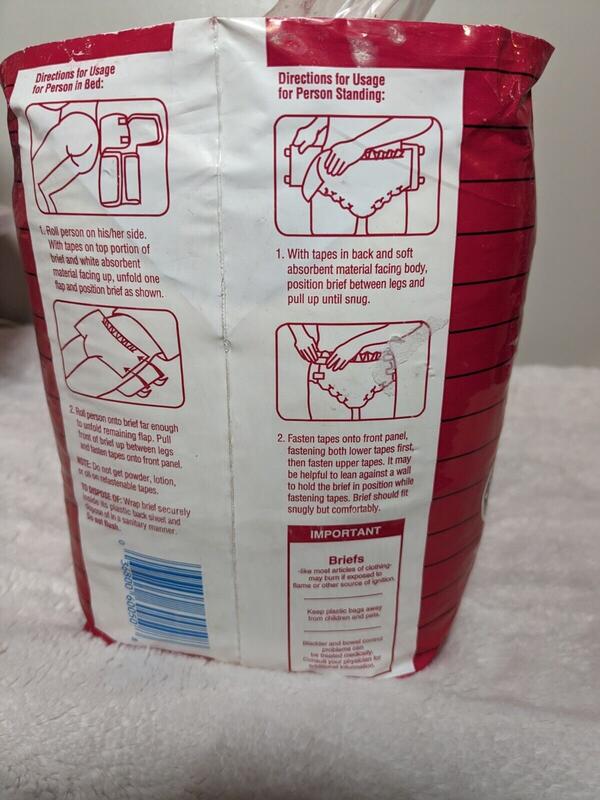 Directions for Usage
for Person in Bed:
1. Roll person on his/her side.
With tapes on top portion of
brief and white absorbent
material facing up, unfold one
flap and position brief as shown.
2. Roll person onto brief far enough
to unfold remaining flap. Pull
front of brief up between legs
and fasten tapes onto front panel.
NOTE: Do not get powder, lotion,
or oil on refastenable tapes.
TO DISPOSE OF: Wrap brief securely
inside its plastic back sheet and
dispose of in a sanitary manner.
Do not flush.
0 36800 60050
Directions for Usage
for Person Standing:
1. With tapes in back and soft
absorbent material facing body,
position brief between legs and
pull up until snug.
2. Fasten tapes onto front panel,
fastening both lower tapes first,
then fasten upper tapes. It may
be helpful to lean against a wall
to hold the brief in position while
fastening tapes. Brief should fit
snugly but comfortably.
IMPORTANT
Briefs
-like most articles of clothing-
may burn if exposed to
flame or other source of ignition.
Keep plastic bags away
from children and pets.
Bladder and bowel control
problems can
be treated medically.
Consult your physician for
additional information.